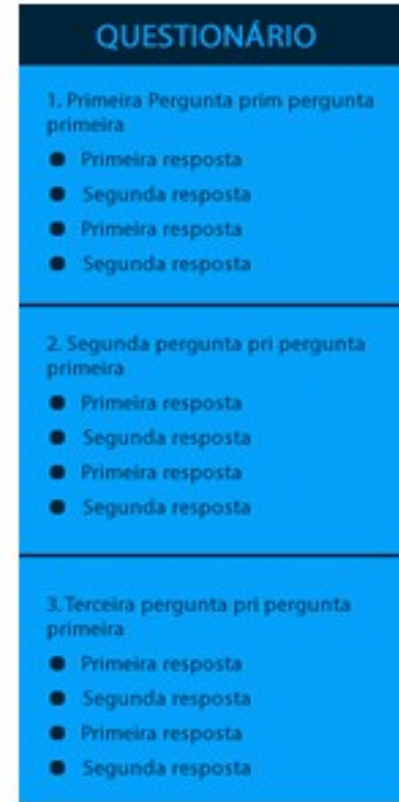 QUESTIONÁRIO
1. Primeira Pergunta prim pergunta
primeira
Primeira resposta
Segunda resposta
Primeira resposta
Segunda resposta
2. Segunda pergunta pri pergunta
primeira
Primeira resposta
Segunda resposta
Primeira resposta
Segunda resposta
3. Terceira pergunta pri pergunta
primeira
Primeira resposta
Segunda resposta
Primeira resposta
Segunda resposta